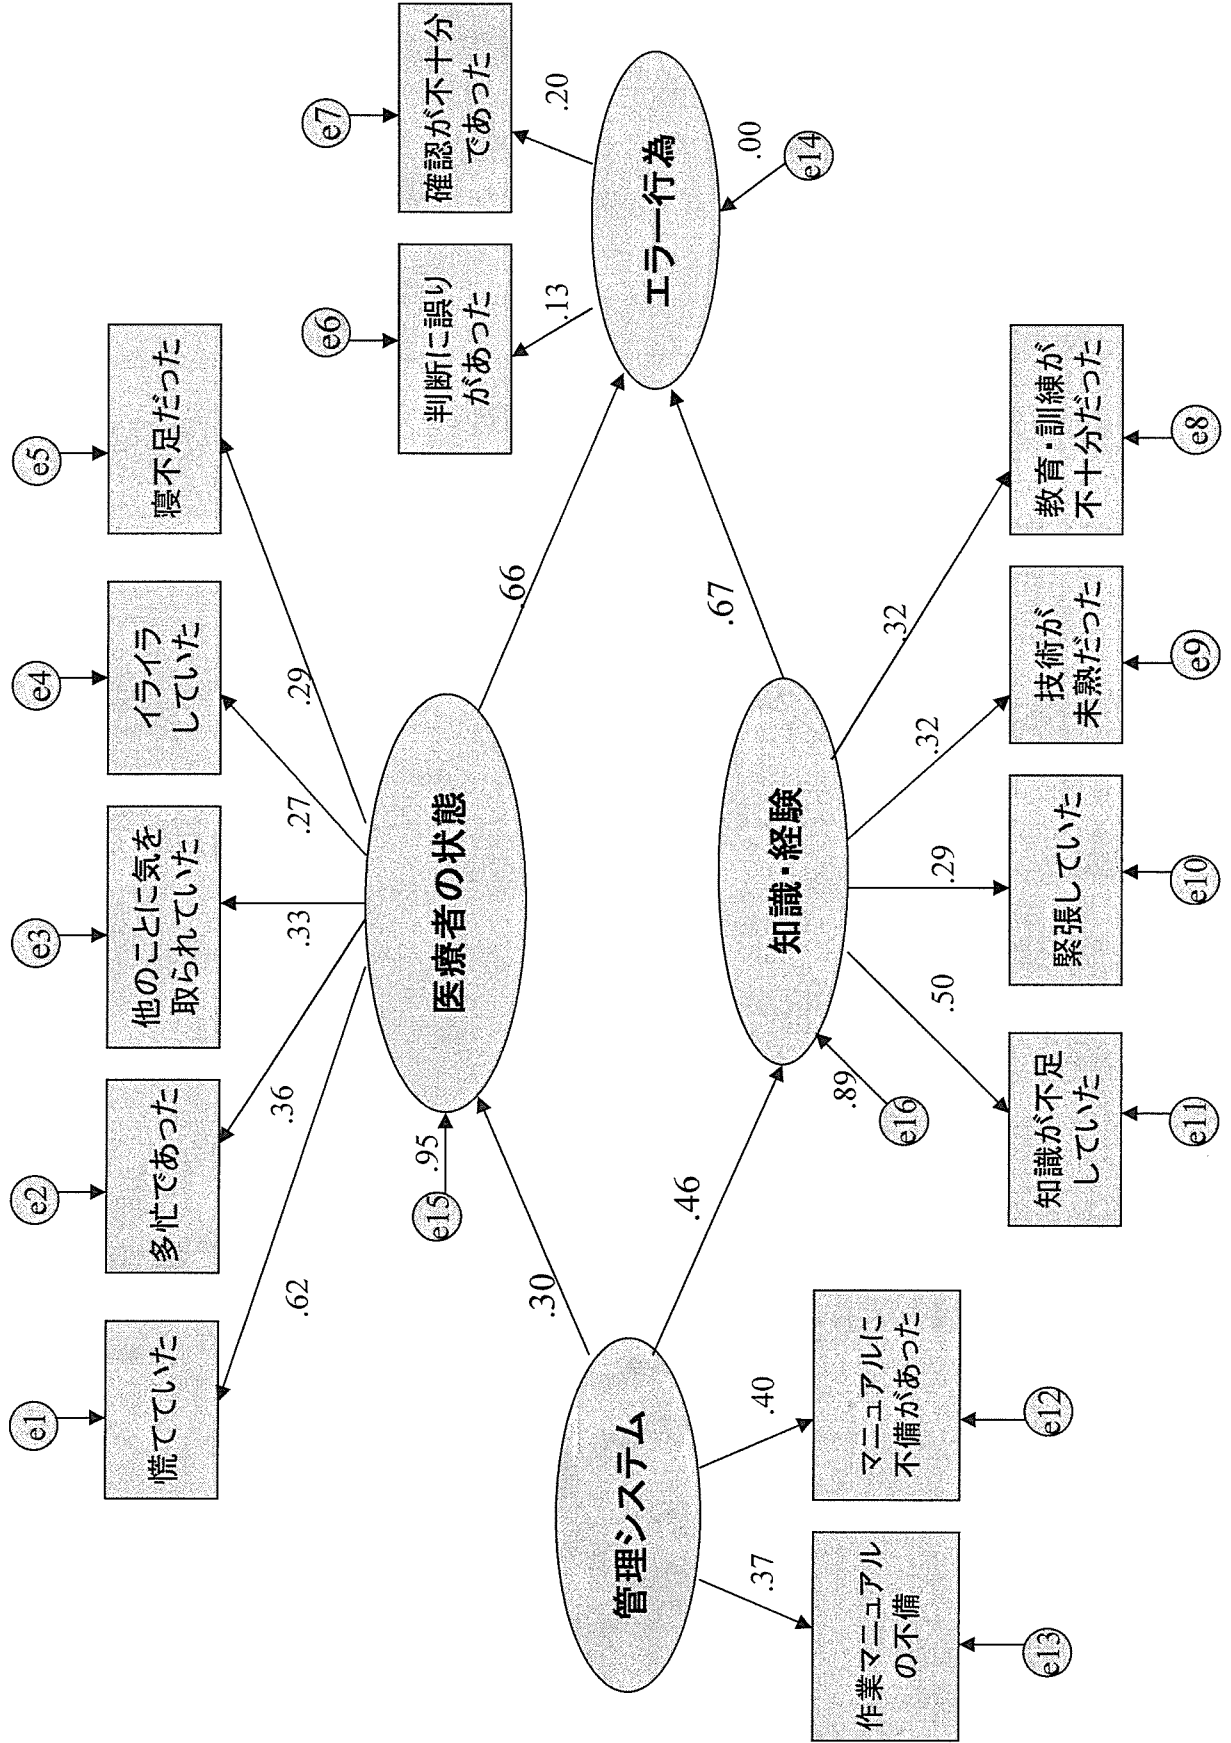 e1
慌てていた
.62
e2
多忙であった
.36
e3
他のことに気を
取られていた
.33
e4
イライラ
していた
.27
e5
寝不足だった
.29
医療者の状態
e15
.95
.30
.66
e6
判断に誤り
があった
.13
e7
確認が不十分
であった
.20
エラー行為
.00
e14
管理システム
.46
.67
知識・経験
.89
e16
作業マニュアル
の不備
.37
e13
マニュアルに
不備があった
.40
e12
知識が不足
していた
.50
e11
緊張していた
.29
e10
技術が
未熟だった
.32
e9
教育・訓練が
不十分だった
.32
e8